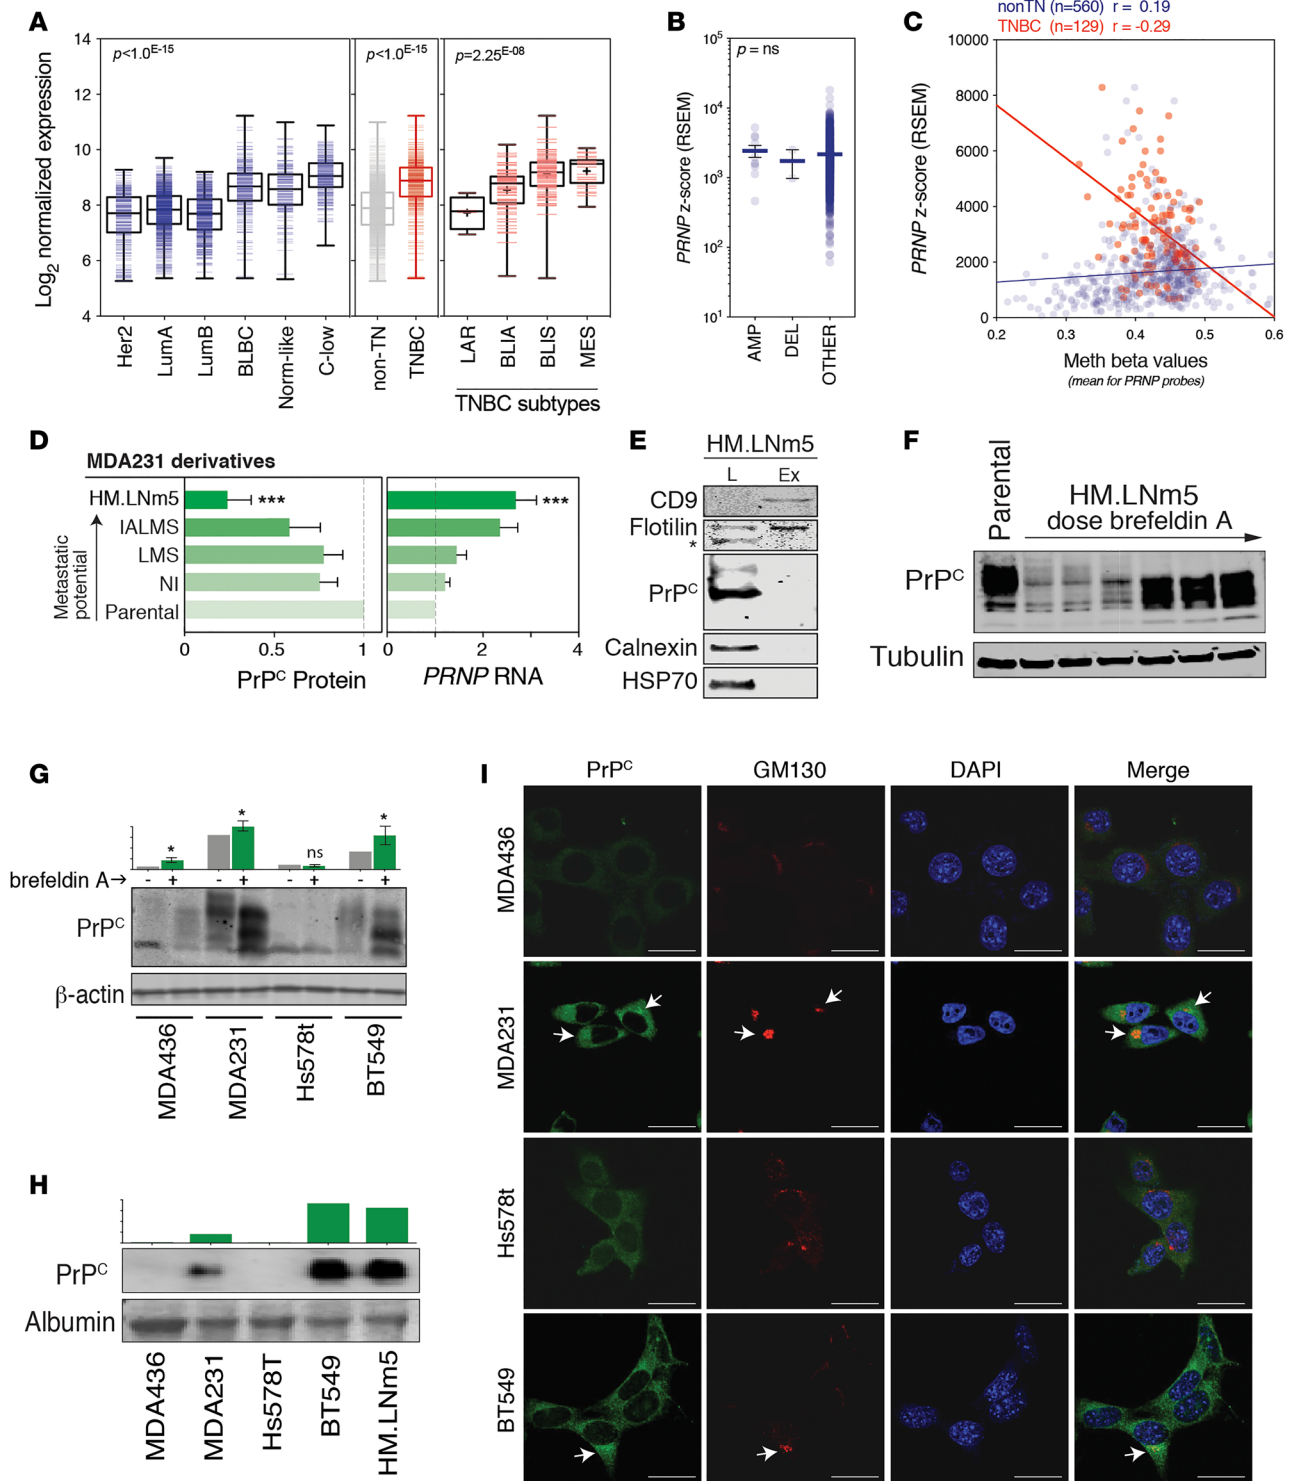 A
Log2 normalized expression
14
12
10
8
6
4
p<1.0E-15
p<1.0E-15
p=2.25E-08
Her2
LumA
LumB
BLBC
Norm-like
C-low
non-TN
TNBC
LAR
BLIA
BLIS
MES
TNBC subtypes
B
PRNP z-score (RSEM)
10^5
10^4
10^3
10^2
10^1
p = ns
AMP
DEL
OTHER
C
nonTN (n=560) r = 0.19
TNBC (n=129) r = -0.29
PRNP z-score (RSEM)
10000
8000
6000
4000
2000
0
0.2
0.3
0.4
0.5
0.6
Meth beta values
(mean for PRNP probes)
D
MDA231 derivatives
Metastatic
potential
HM.LNm5
***
***
IALMS
LMS
NI
Parental
0
0.5
1
0
2
4
PrPC Protein
PRNP RNA
E
HM.LNm5
L
Ex
CD9
Flotilin
*
PrPC
Calnexin
HSP70
F
Parental
HM.LNm5
dose brefeldin A
PrPC
Tubulin
G
*
*
ns
*
brefeldin A→
-
+
-
+
-
+
-
+
PrPC
β-actin
MDA436
MDA231
Hs578t
BT549
H
PrPC
Albumin
MDA436
MDA231
Hs578T
BT549
HM.LNm5
I
PrPC
GM130
DAPI
Merge
MDA436
MDA231
Hs578t
BT549